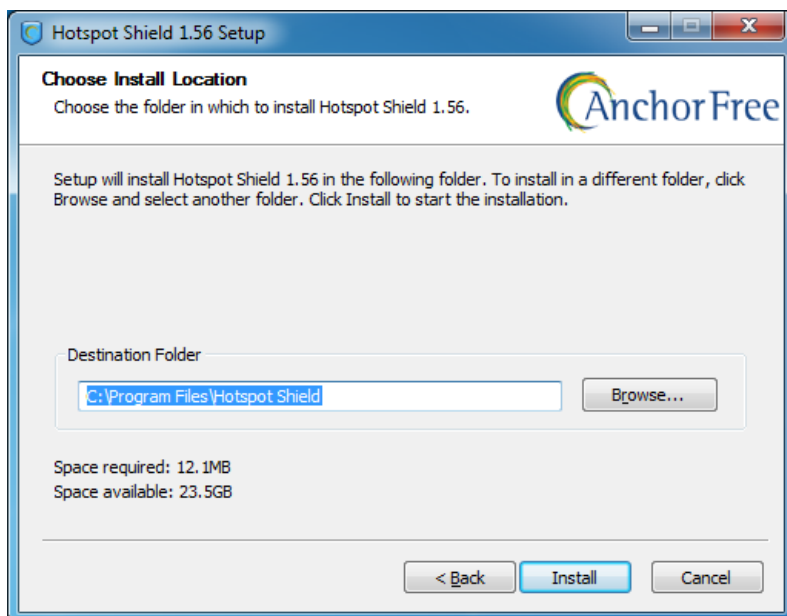 Hotspot Shield 1.56 Setup
Choose Install Location
Choose the folder in which to install Hotspot Shield 1.56.
AnchorFree
Setup will install Hotspot Shield 1.56 in the following folder. To install in a different folder, click
Browse and select another folder. Click Install to start the installation.
Destination Folder
C:\Program Files\Hotspot Shield
Browse...
Space required: 12.1MB
Space available: 23.5GB
< Back
Install
Cancel